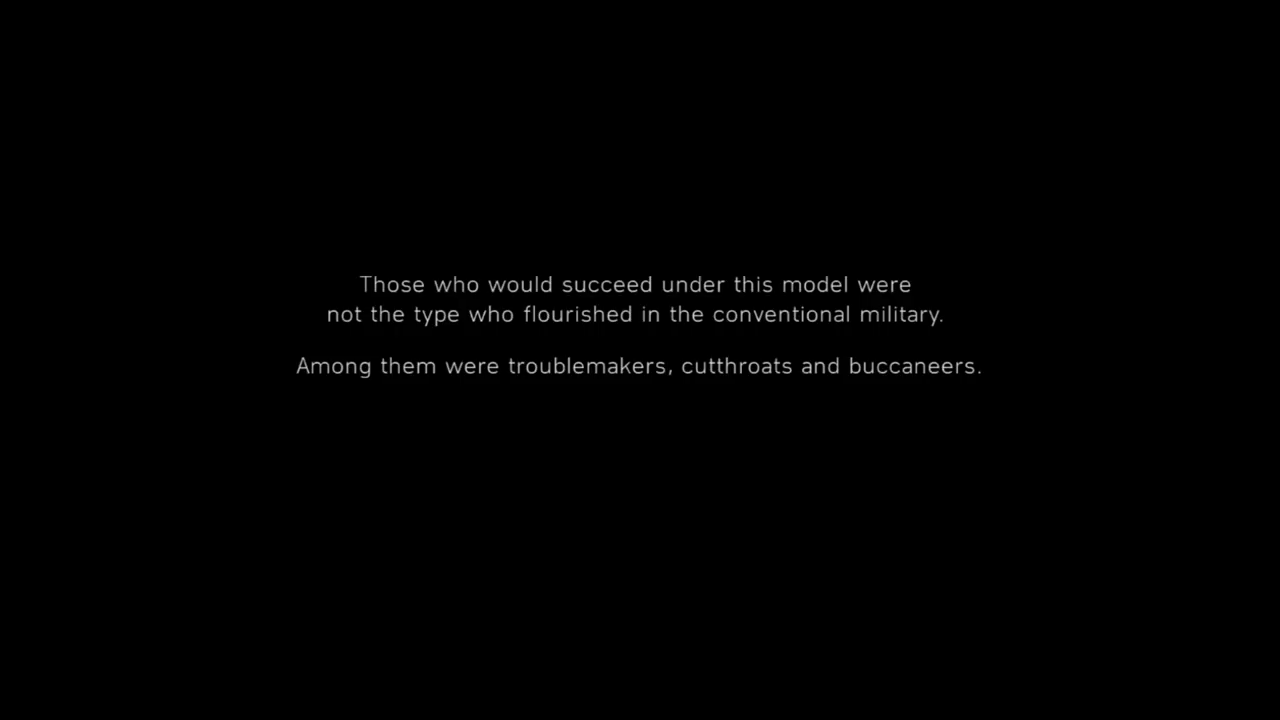 Those who would succeed under this model were
not the type who flourished in the conventional military.
Among them were troublemakers, cutthroats and buccaneers.